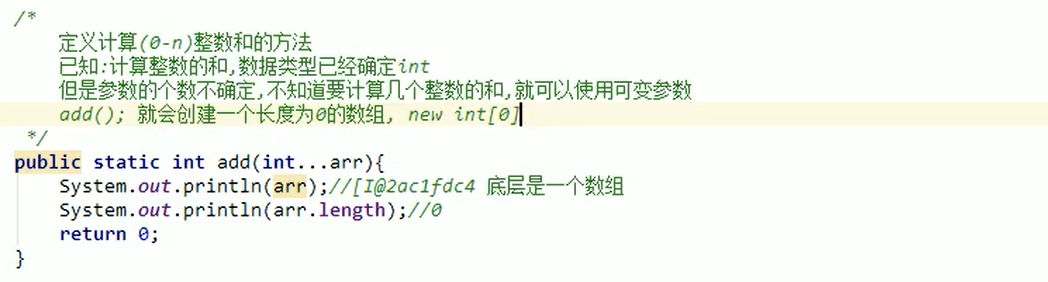 /*
    定义计算(0-n)整数和的方法
    已知:计算整数的和,数据类型已经确定int
    但是参数的个数不确定,不知道要计算几个整数的和,就可以使用可变参数
    add(); 就会创建一个长度为0的数组, new int[0]
 */
public static int add(int...arr){
    System.out.println(arr);//[I@2ac1fdc4 底层是一个数组
    System.out.println(arr.length);//0
    return 0;
}